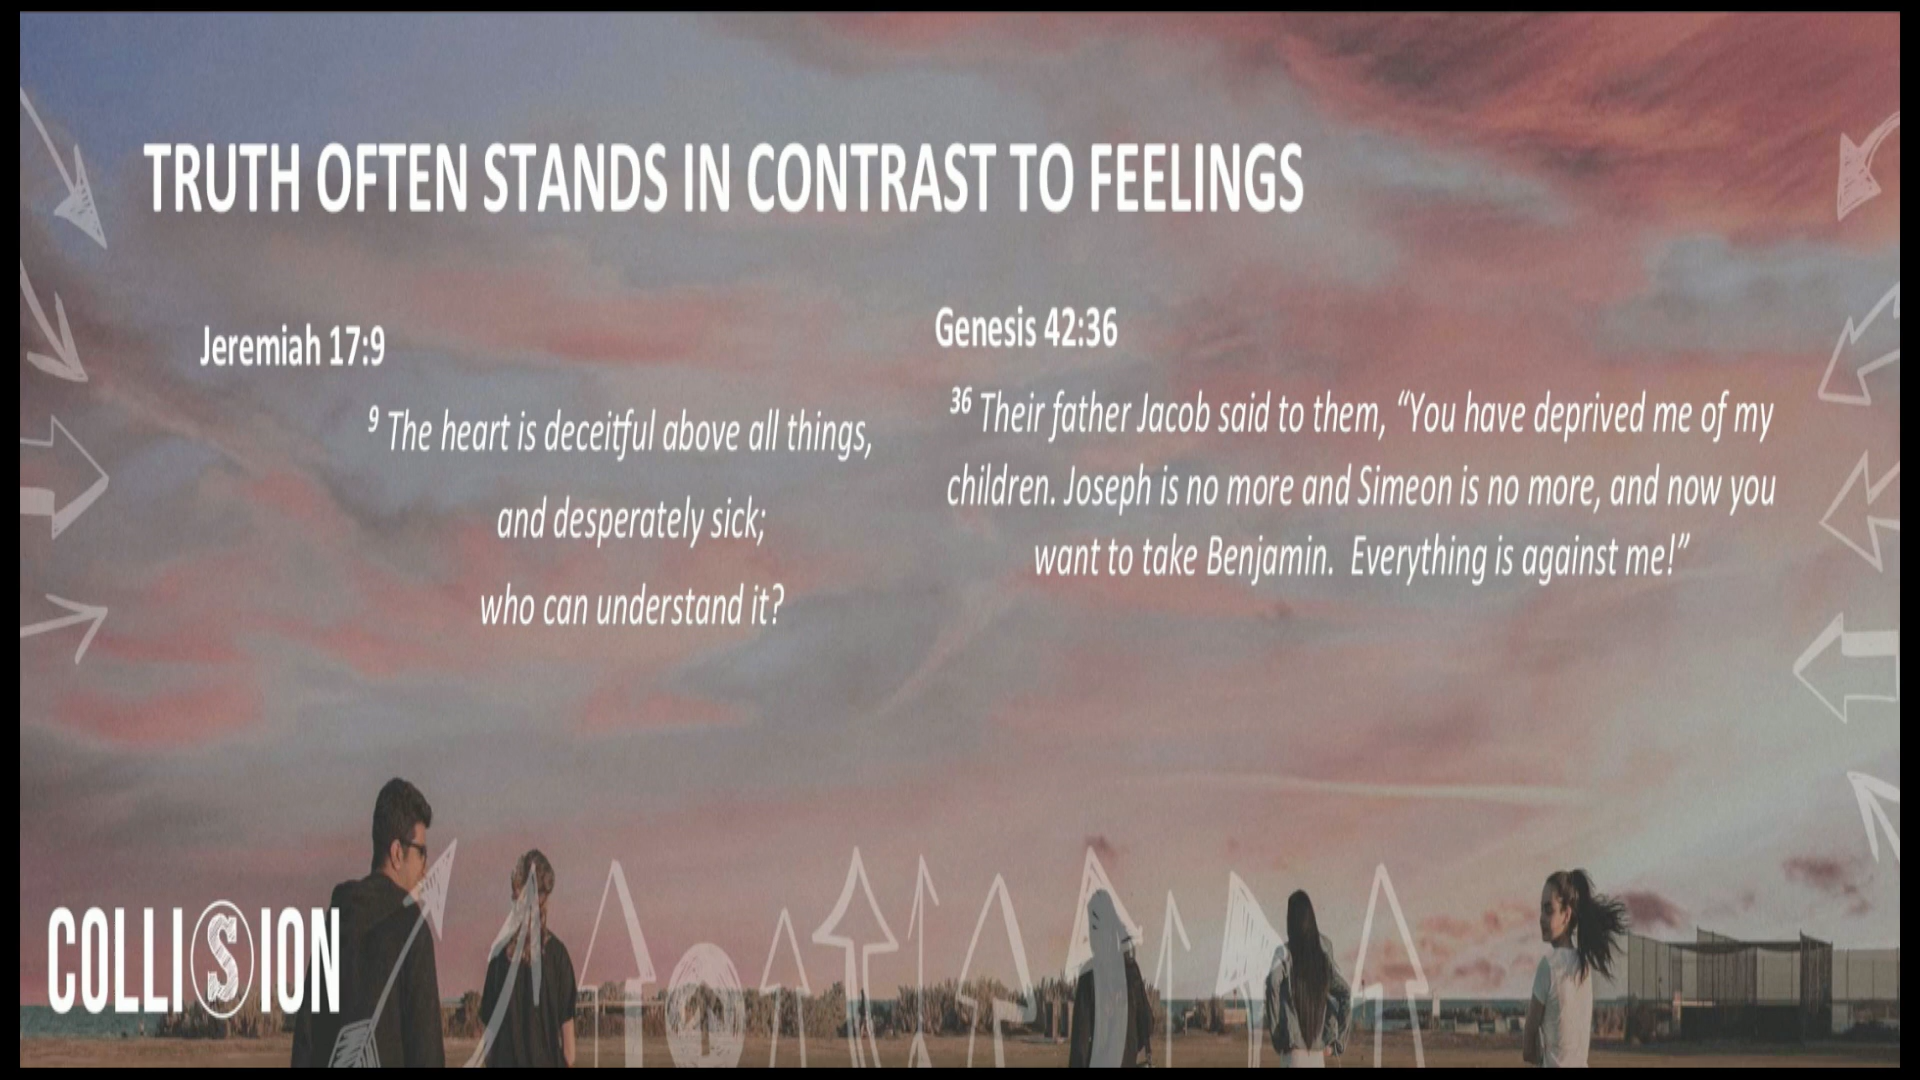 TRUTH OFTEN STANDS IN CONTRAST TO FEELINGS
Jeremiah 17:9
9 The heart is deceitful above all things,
and desperately sick;
who can understand it?
Genesis 42:36
36 Their father Jacob said to them, “You have deprived me of my
children. Joseph is no more and Simeon is no more, and now you
want to take Benjamin.  Everything is against me!”
COLLISION